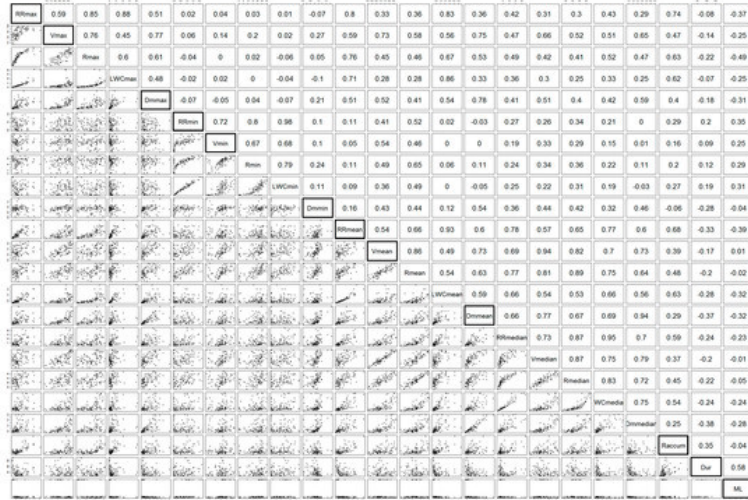 RRmax 0.59 0.85 0.88 0.51 0.02 0.04 0.03 0.01 -0.07 0.8 0.33 0.36 0.83 0.36 0.42 0.31 0.3 0.43 0.29 0.74 -0.08 -0.37
Vmax 0.76 0.45 0.77 0.06 0.14 0.2 0.02 0.27 0.59 0.73 0.58 0.56 0.75 0.47 0.66 0.52 0.51 0.65 0.47 -0.14 -0.25
Rmax 0.6 0.61 -0.04 0 0.02 -0.06 0.05 0.76 0.45 0.46 0.67 0.53 0.49 0.42 0.41 0.52 0.47 0.63 -0.22 -0.49
LWCmax 0.48 -0.02 0.02 0 -0.04 -0.1 0.71 0.28 0.28 0.86 0.33 0.36 0.3 0.25 0.33 0.25 0.62 -0.07 -0.25
Dmmax -0.07 -0.05 0.04 -0.07 0.21 0.51 0.52 0.41 0.54 0.78 0.41 0.51 0.4 0.42 0.59 0.4 -0.18 -0.31
RRmin 0.72 0.8 0.98 0.1 0.11 0.41 0.52 0.02 -0.03 0.27 0.26 0.34 0.21 0 0.29 0.2 0.35
Vmin 0.67 0.68 0.1 0.05 0.54 0.46 0 0 0.19 0.33 0.29 0.15 0.01 0.16 0.09 0.25
Rmin 0.79 0.24 0.11 0.49 0.65 0.06 0.11 0.24 0.34 0.36 0.22 0.11 0.2 0.12 0.29
LWCmin 0.11 0.09 0.36 0.49 0 -0.05 0.25 0.22 0.31 0.19 -0.03 0.27 0.19 0.31
Dmmin 0.16 0.43 0.44 0.12 0.54 0.36 0.44 0.42 0.32 0.46 -0.06 -0.28 -0.04
RRmean 0.54 0.66 0.93 0.6 0.78 0.57 0.65 0.77 0.6 0.68 -0.33 -0.39
Vmean 0.86 0.49 0.73 0.69 0.94 0.82 0.7 0.73 0.39 -0.17 0.01
Rmean 0.54 0.63 0.77 0.81 0.89 0.75 0.64 0.48 -0.2 -0.02
LWCmean 0.59 0.66 0.54 0.53 0.66 0.56 0.63 -0.28 -0.32
Dmmean 0.66 0.77 0.67 0.69 0.94 0.29 -0.37 -0.32
RRmedian 0.73 0.87 0.95 0.7 0.59 -0.24 -0.23
Vmedian 0.87 0.75 0.79 0.37 -0.2 -0.01
Rmedian 0.83 0.72 0.45 -0.22 -0.05
WCmedia 0.75 0.54 -0.24 -0.24
Dmmedian 0.25 -0.38 -0.28
Raccum 0.35 -0.04
Dur 0.58
ML